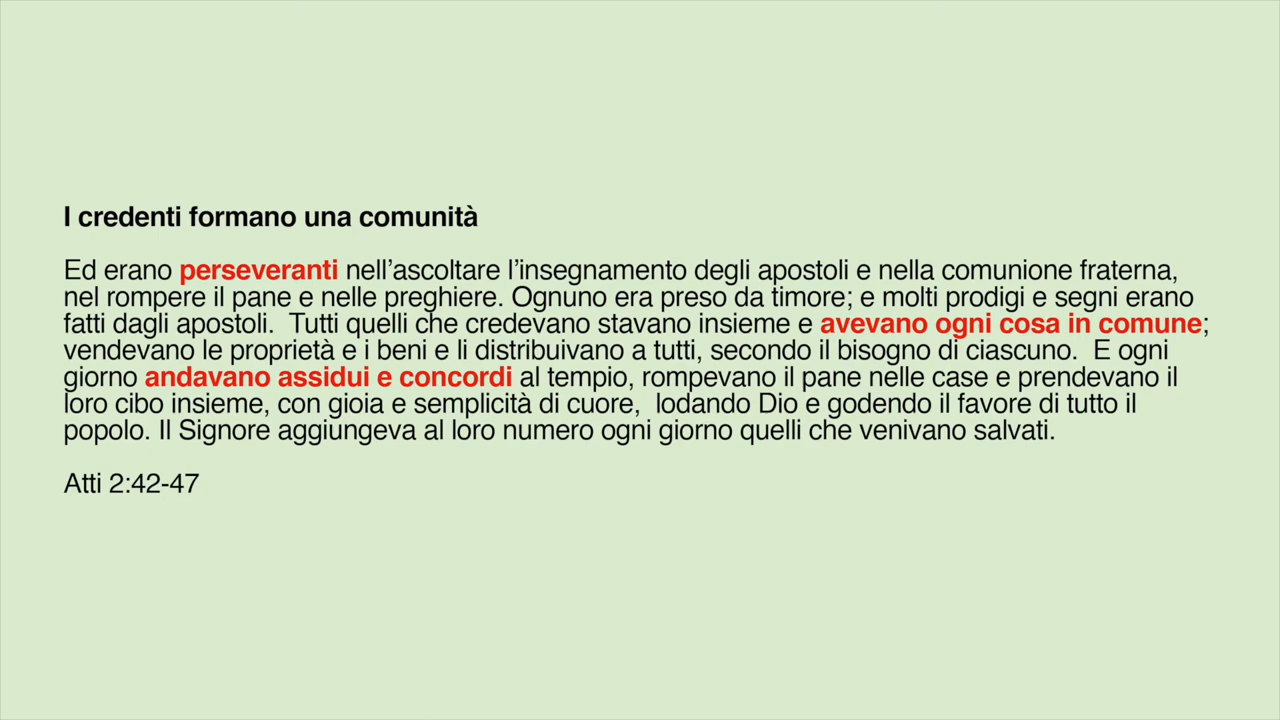 I credenti formano una comunità
Ed erano perseveranti nell’ascoltare l’insegnamento degli apostoli e nella comunione fraterna,
nel rompere il pane e nelle preghiere. Ognuno era preso da timore; e molti prodigi e segni erano
fatti dagli apostoli.  Tutti quelli che credevano stavano insieme e avevano ogni cosa in comune;
vendevano le proprietà e i beni e li distribuivano a tutti, secondo il bisogno di ciascuno.  E ogni
giorno andavano assidui e concordi al tempio, rompevano il pane nelle case e prendevano il
loro cibo insieme, con gioia e semplicità di cuore,  lodando Dio e godendo il favore di tutto il
popolo. Il Signore aggiungeva al loro numero ogni giorno quelli che venivano salvati.
Atti 2:42-47